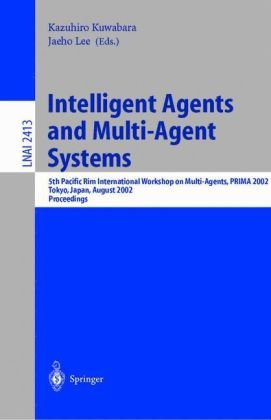 Kazuhiro Kuwabara
Jaeho Lee (Eds.)
LNAI 2413
Intelligent Agents
and Multi-Agent
Systems
5th Pacific Rim International Workshop on Multi-Agents, PRIMA 2002
Tokyo, Japan, August 2002
Proceedings
Springer